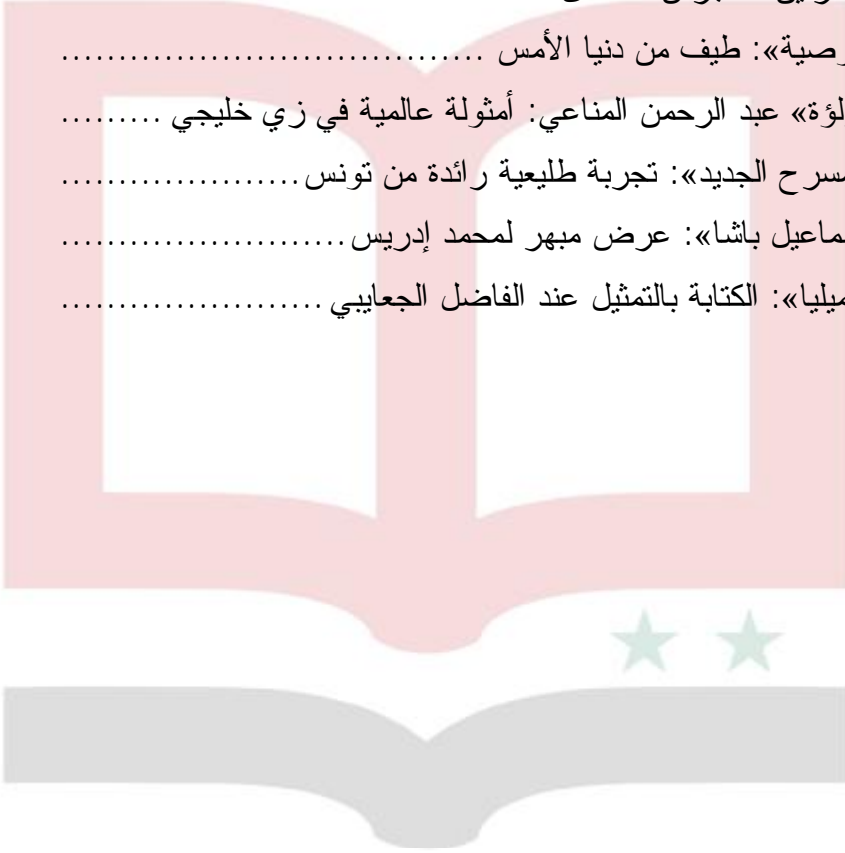 رصية»: طيف من دنيا الأمس .....................................
لؤة» عبد الرحمن المناعي: أمثولة عالمية في زي خليجي .........
مسرح الجديد»: تجربة طليعية رائدة من تونس.....................
ماعيل باشا»: عرض مبهر لمحمد إدريس.........................
ميليا»: الكتابة بالتمثيل عند الفاضل الجعايبي .......................